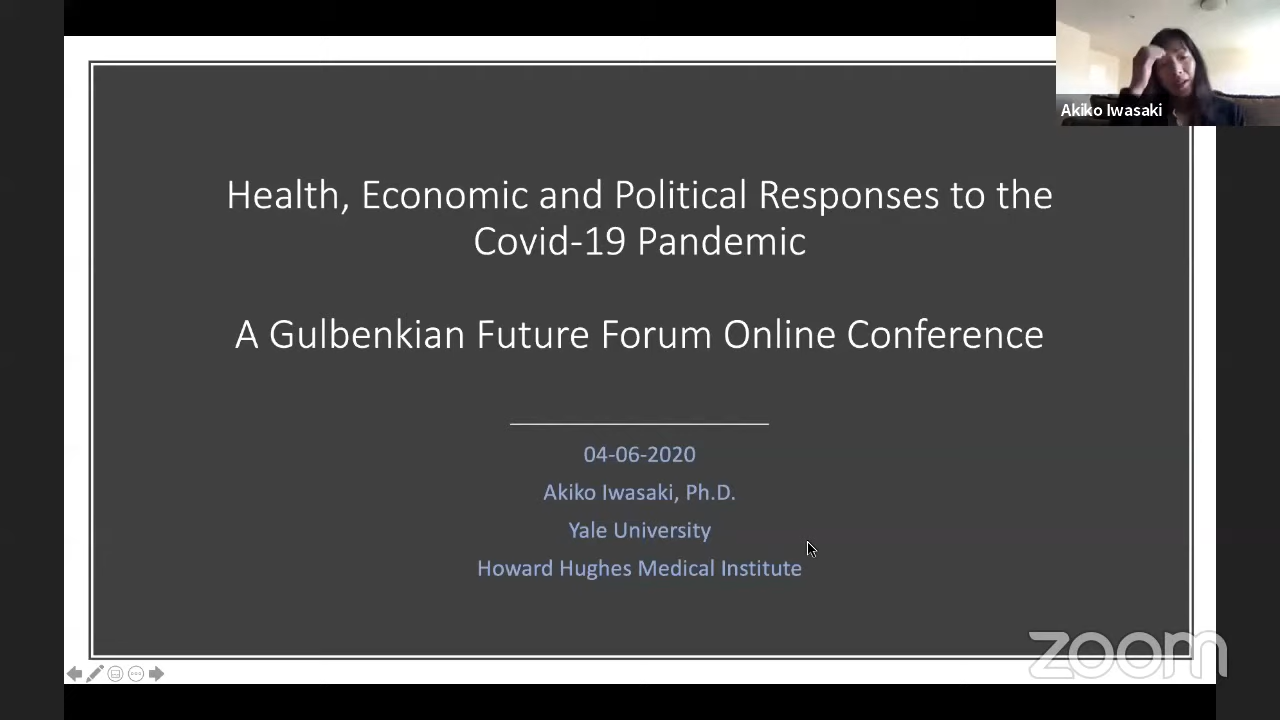 Akiko Iwasaki
Health, Economic and Political Responses to the
Covid-19 Pandemic
A Gulbenkian Future Forum Online Conference
04-06-2020
Akiko Iwasaki, Ph.D.
Yale University
Howard Hughes Medical Institute
zoom